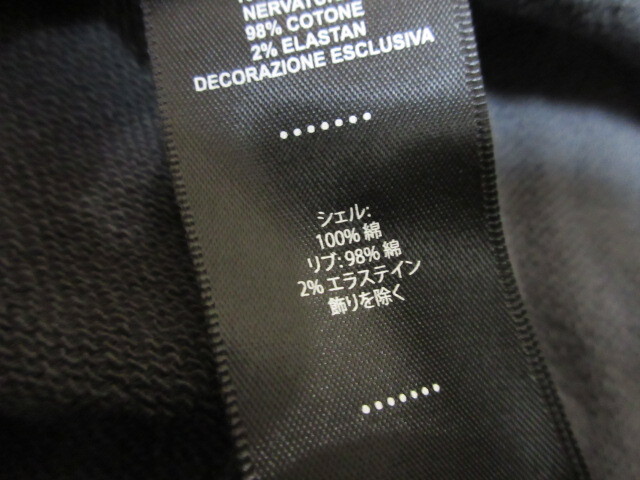 NERVATURE
98% COTONE
2% ELASTAN
DECORAZIONE ESCLUSIVA
•••••••
シェル:
100% 綿
リブ: 98% 綿
2% エラステイン
飾りを除く
•••••••